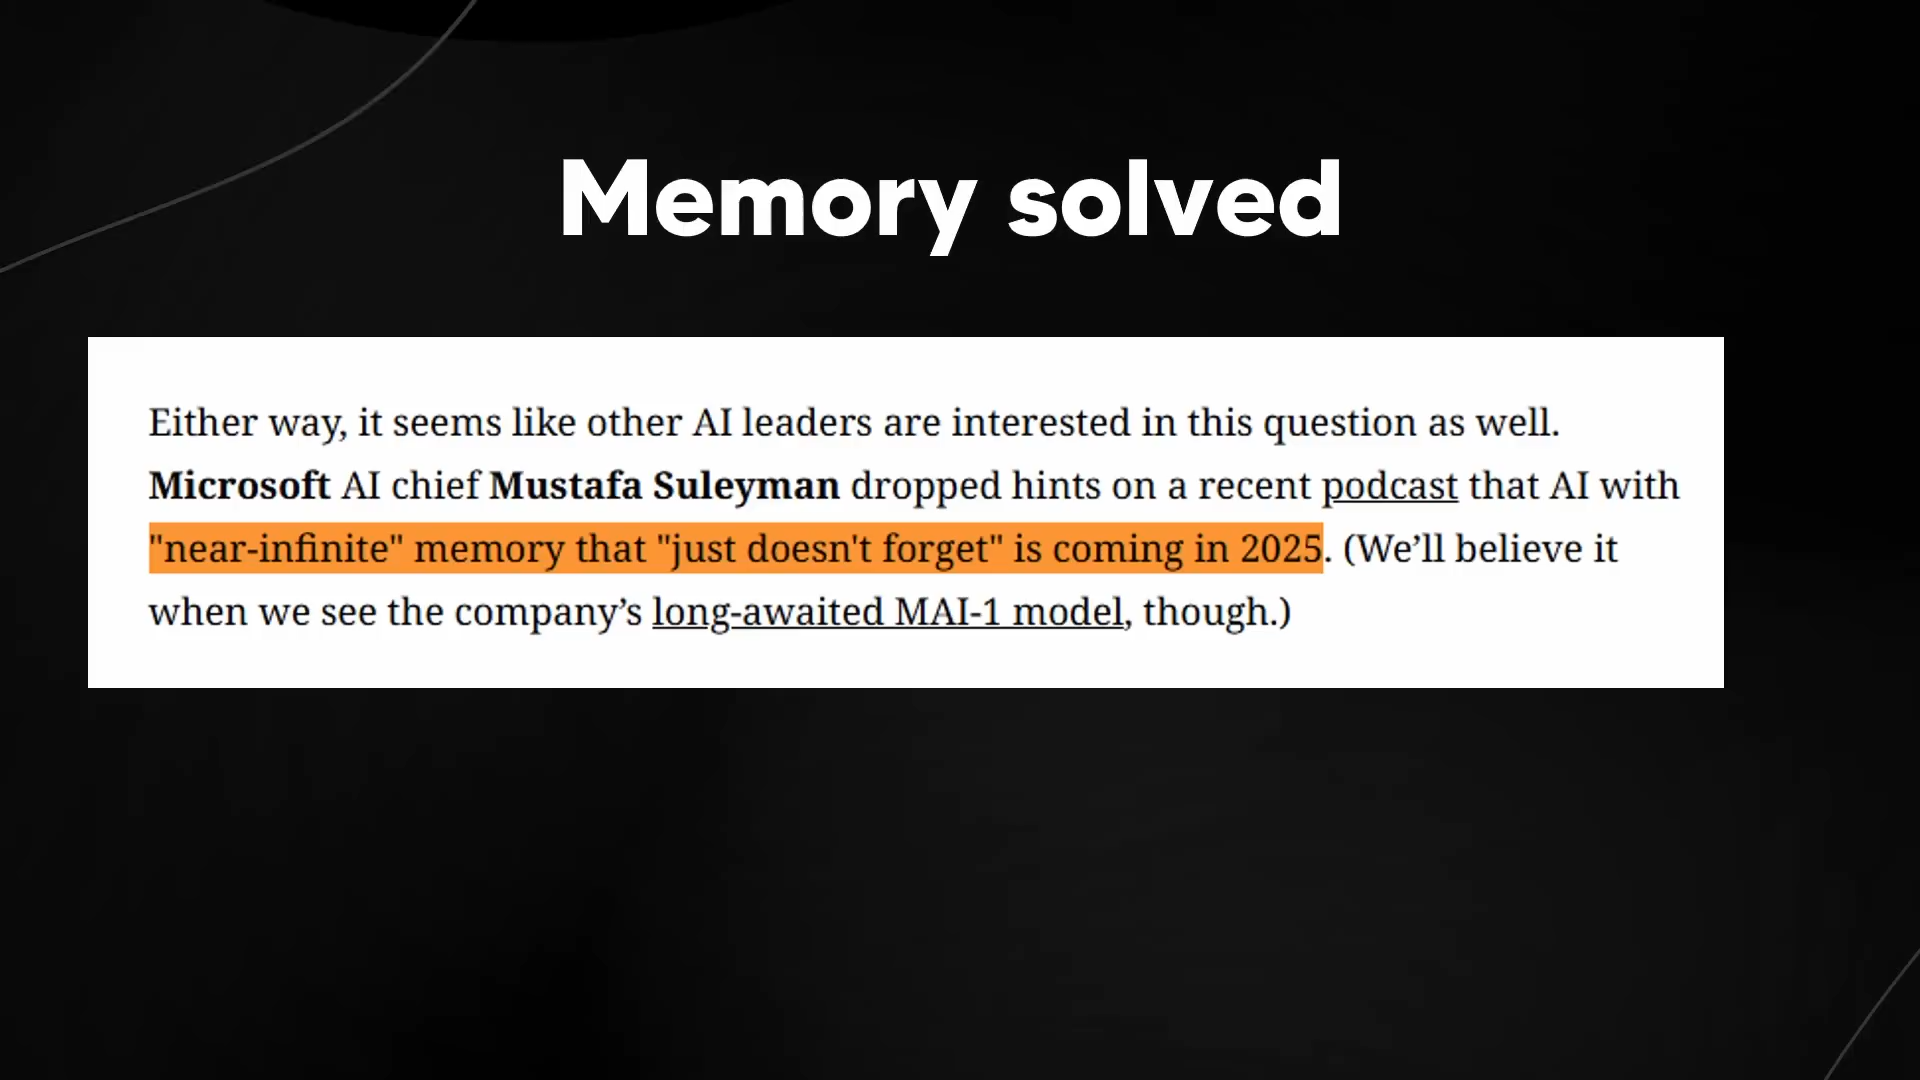 Memory solved
Either way, it seems like other AI leaders are interested in this question as well.
Microsoft AI chief Mustafa Suleyman dropped hints on a recent podcast that AI with
"near-infinite" memory that "just doesn't forget" is coming in 2025. (We’ll believe it
when we see the company’s long-awaited MAI-1 model, though.)